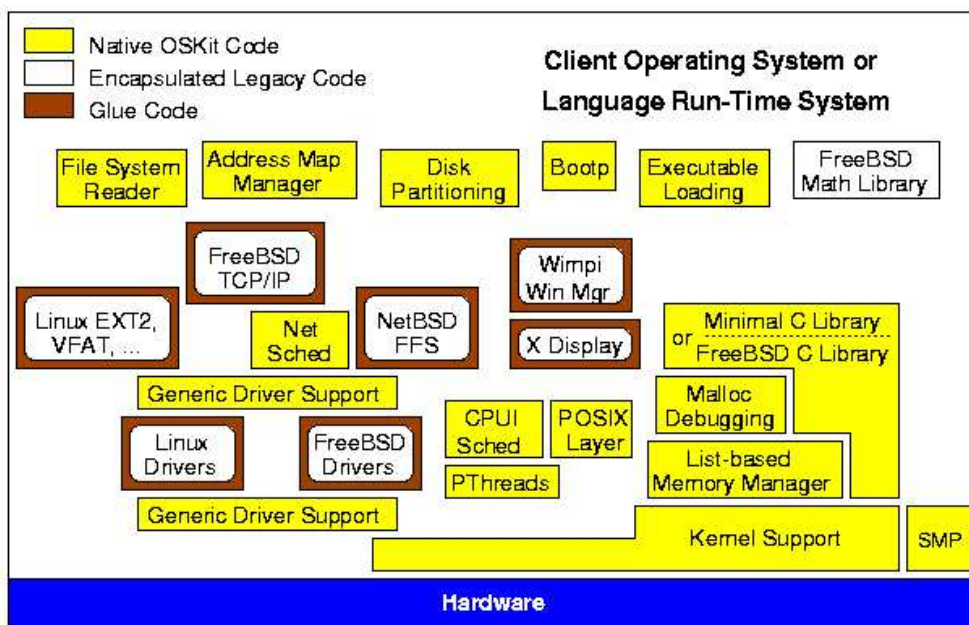 Native OSKit Code
Encapsulated Legacy Code
Glue Code
Client Operating System or
Language Run-Time System
File System
Reader
Address Map
Manager
Disk
Partitioning
Bootp
Executable
Loading
FreeBSD
Math Library
FreeBSD
TCP/IP
Wimpi
Win Mgr
Linux EXT2,
VFAT, ...
Net
Sched
NetBSD
FFS
X Display
or
Minimal C Library
FreeBSD C Library
Generic Driver Support
Malloc
Debugging
Linux
Drivers
FreeBSD
Drivers
CPUI
Sched
POSIX
Layer
List-based
Memory Manager
PThreads
Generic Driver Support
Kernel Support
SMP
Hardware